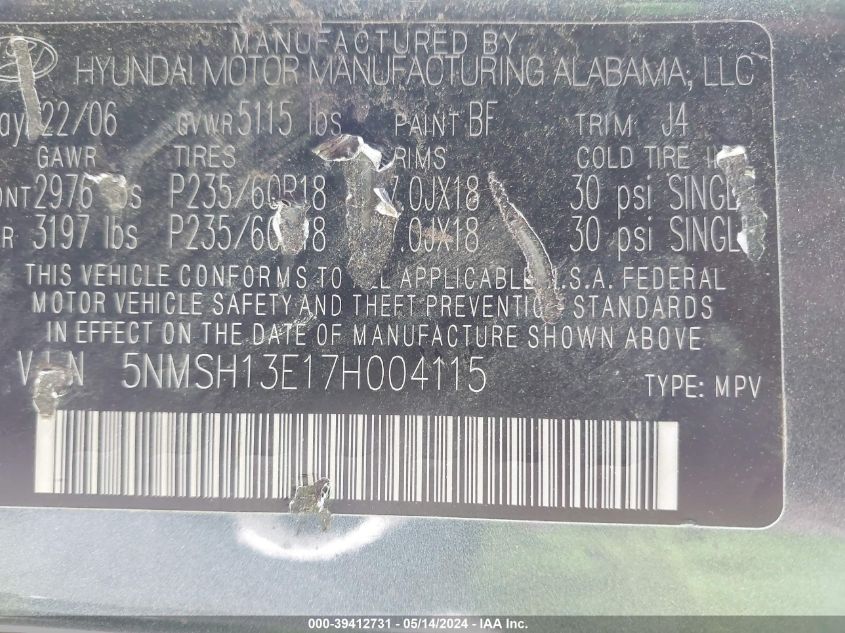 MANUFACTURED BY
HYUNDAI MOTOR MANUFACTURING ALABAMA, LLC
22/06 GVWR 5115 lbs PAINT BF TRIM J4
GAWR TIRES RIMS COLD TIRE
2976 P235/60R18 .0JX18 30 psi SINGL
R 3197 lbs P235/60 18 .0JX18 30 psi SINGL
THIS VEHICLE CONFORMS TO ALL APPLICABLE U.S.A. FEDERAL
MOTOR VEHICLE SAFETY AND THEFT PREVENTION STANDARDS
IN EFFECT ON THE DATE OF MANUFACTURE SHOWN ABOVE
VIN 5NMSH13E17H004115 TYPE: MPV
000-39412731 - 05/14/2024 - IAA Inc.